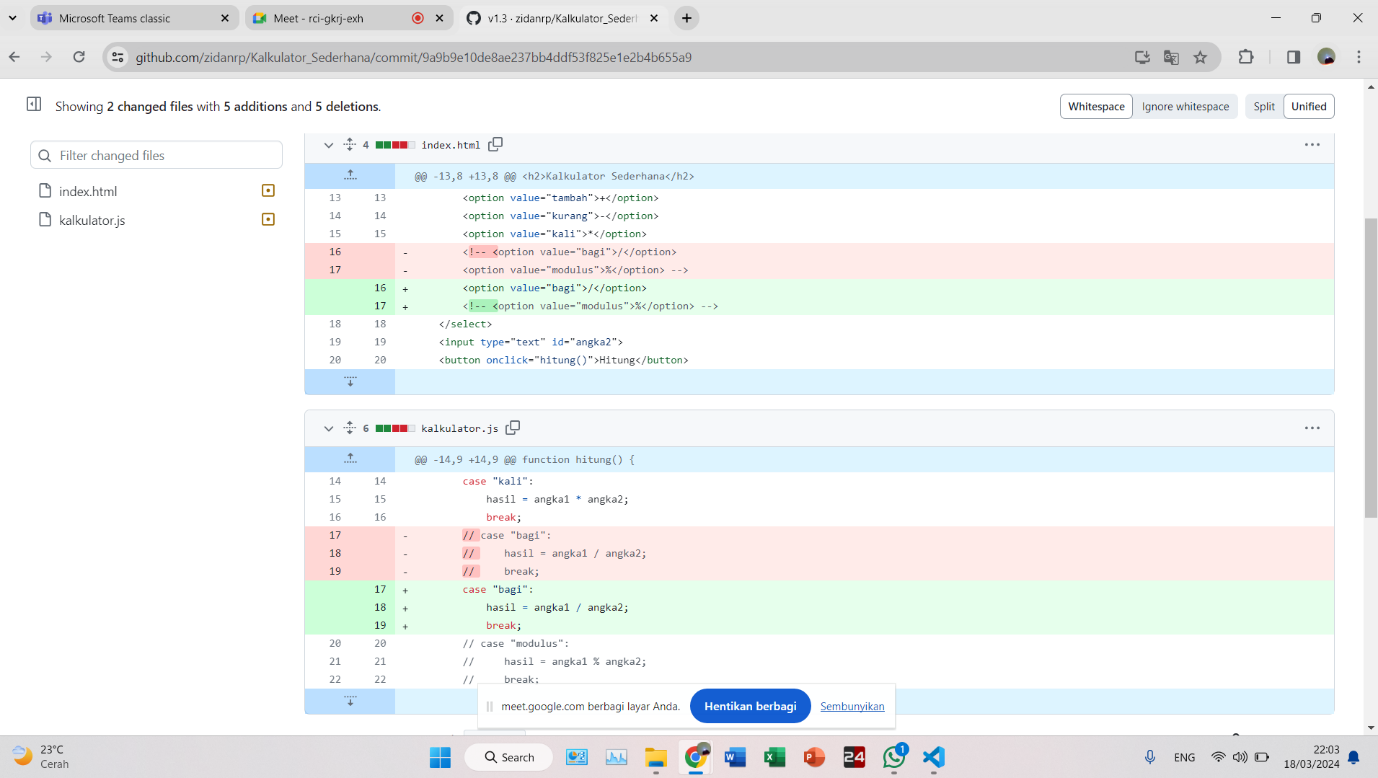 Microsoft Teams classic
Meet - rci-gkrj-exh
v1.3 · zidanrp/Kalkulator_Sederh
github.com/zidanrp/Kalkulator_Sederhana/commit/9a9b9e10de8ae237bb4ddf53f825e1e2b4b655a9
Showing 2 changed files with 5 additions and 5 deletions.
Whitespace Ignore whitespace Split Unified
Filter changed files
index.html
kalkulator.js
4 index.html
@@ -13,8 +13,8 @@ <h2>Kalkulator Sederhana</h2>
13 13 <option value="tambah">+</option>
14 14 <option value="kurang">-</option>
15 15 <option value="kali">*</option>
16 - <!-- <option value="bagi">/</option>
17 - <option value="modulus">%</option> -->
16 + <option value="bagi">/</option>
17 + <!-- <option value="modulus">%</option> -->
18 18 </select>
19 19 <input type="text" id="angka2">
20 20 <button onclick="hitung()">Hitung</button>
6 kalkulator.js
@@ -14,9 +14,9 @@ function hitung() {
14 14 case "kali":
15 15 hasil = angka1 * angka2;
16 16 break;
17 - // case "bagi":
18 - // hasil = angka1 / angka2;
19 - // break;
17 + case "bagi":
18 + hasil = angka1 / angka2;
19 + break;
20 20 // case "modulus":
21 21 // hasil = angka1 % angka2;
22 22 // break;
meet.google.com berbagi layar Anda. Hentikan berbagi Sembunyikan
23°C
Cerah
Search
24
1
ENG
22:03
18/03/2024